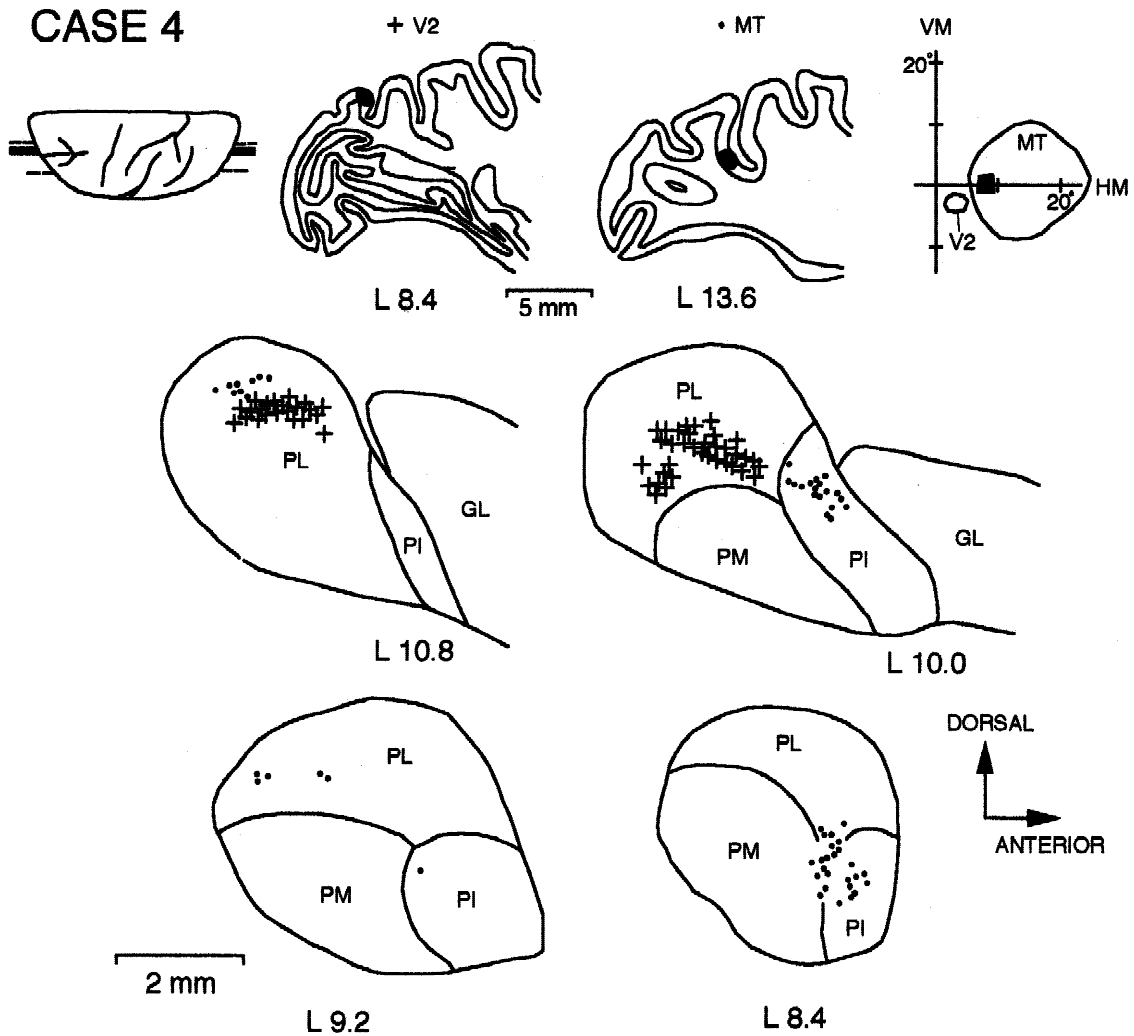 CASE 4
+ V2
• MT
VM
20°
MT
HM
20°
V2
L 8.4
5 mm
L 13.6
PL
GL
PI
L 10.8
PL
PM
PI
GL
L 10.0
PL
PM
PI
L 9.2
2 mm
PL
PM
PI
L 8.4
DORSAL
ANTERIOR